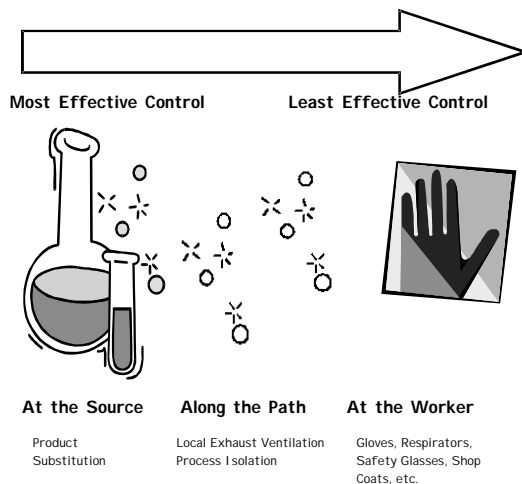 Most Effective Control
Least Effective Control
At the Source
Along the Path
At the Worker
Product
Substitution
Local Exhaust Ventilation
Process Isolation
Gloves, Respirators,
Safety Glasses, Shop
Coats, etc.